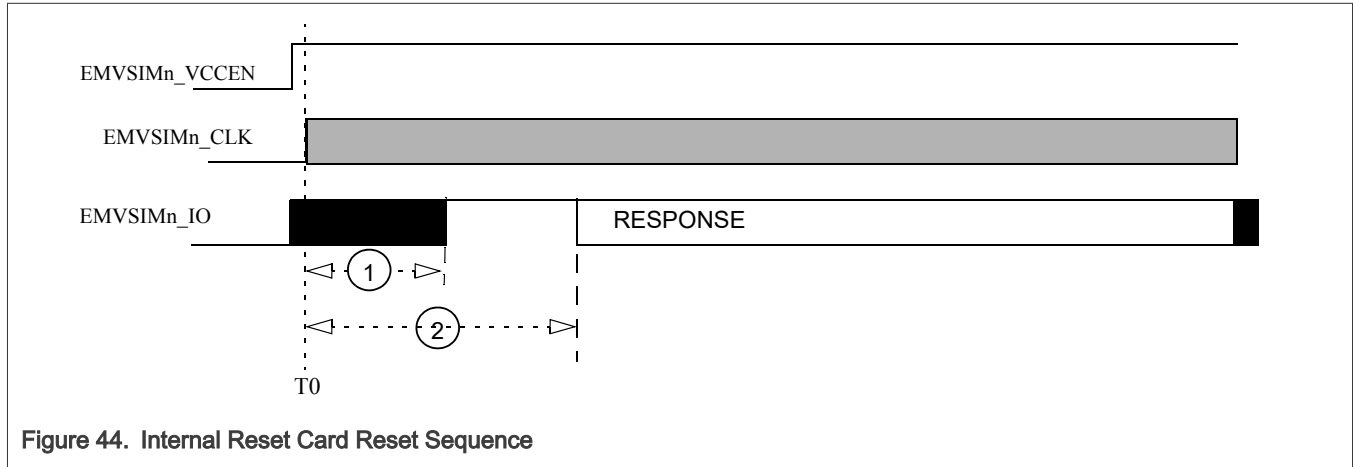 EMVSIMn_VCCEN
EMVSIMn_CLK
EMVSIMn_IO
RESPONSE
1
2
T0
Figure 44. Internal Reset Card Reset Sequence